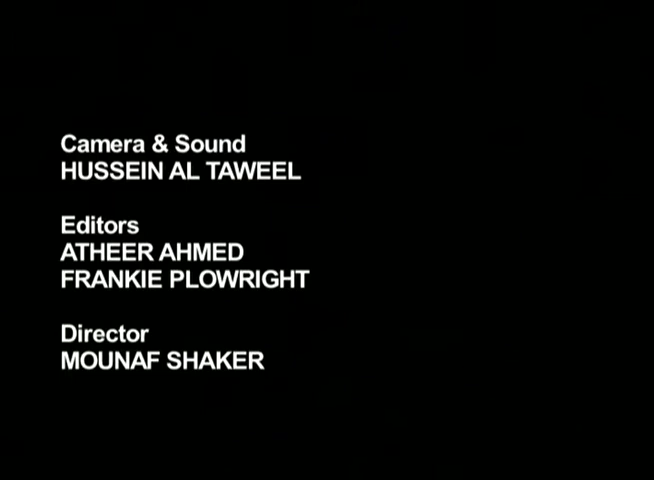 Camera & Sound
HUSSEIN AL TAWEEL
Editors
ATHEER AHMED
FRANKIE PLOWRIGHT
Director
MOUNAF SHAKER